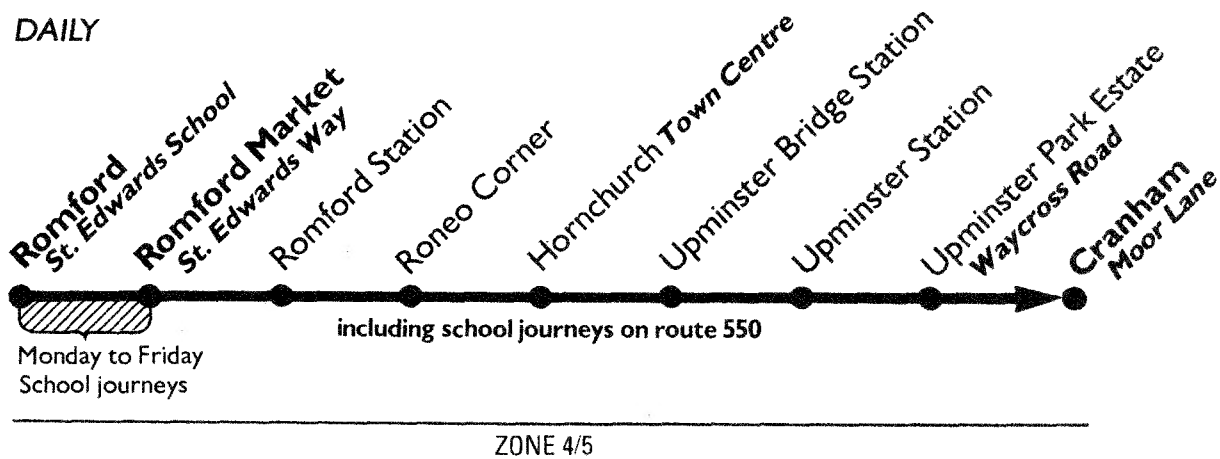 DAILY
Romford
St. Edwards School
Romford Market
St. Edwards Way
Romford Station
Roneo Corner
Hornchurch Town Centre
Upminster Bridge Station
Upminster Station
Upminster Park Estate
Waycross Road
Cranham
Moor Lane
including school journeys on route 550
Monday to Friday
School journeys
ZONE 4/5